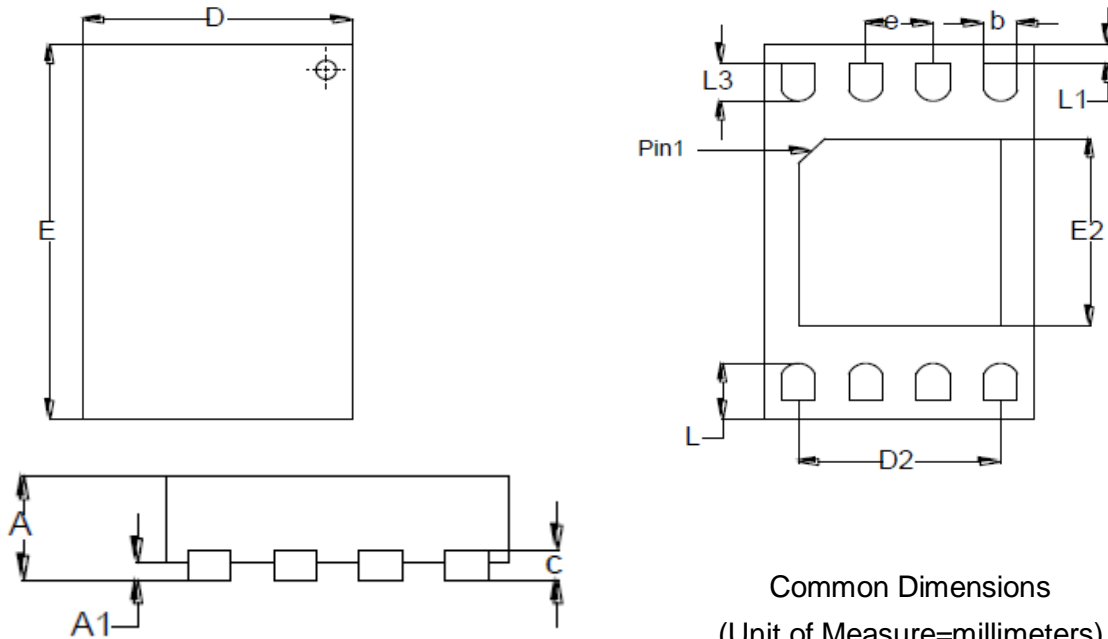 D
E
e
b
L3
L1
Pin1
E2
L
D2
A
A1
c
Common Dimensions
(Unit of Measure=millimeters)